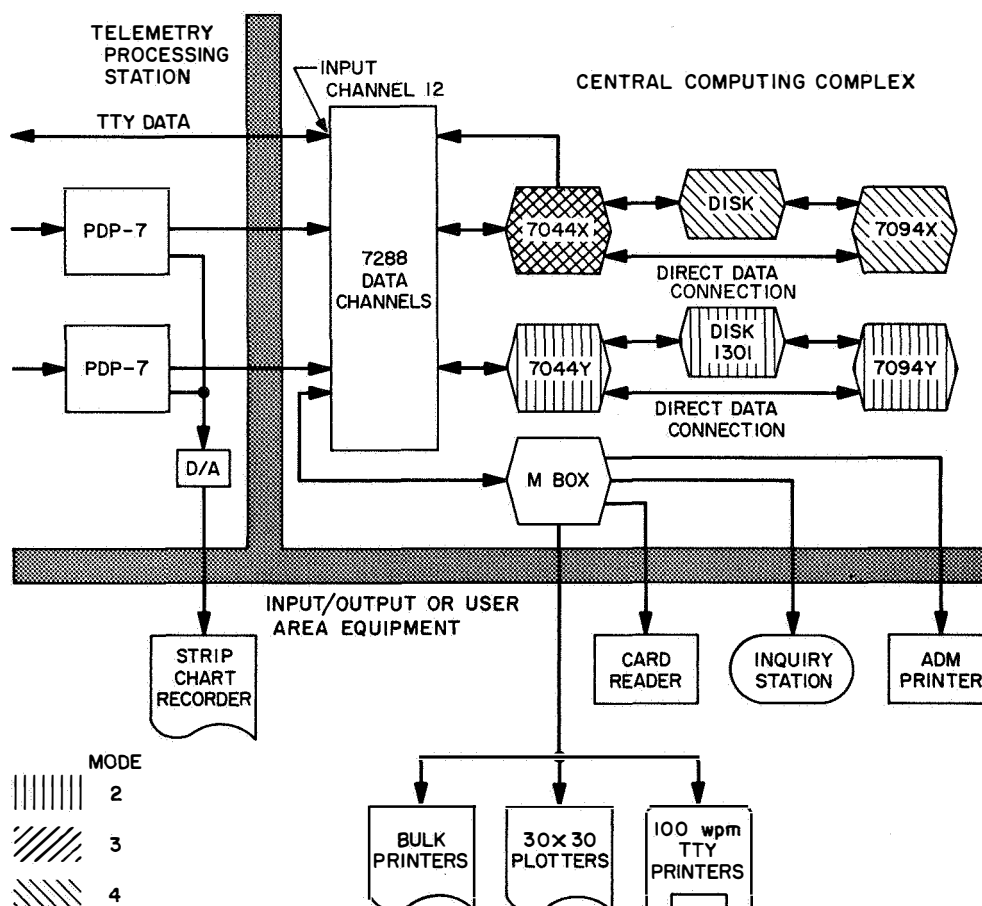 TELEMETRY
PROCESSING
STATION
INPUT
CHANNEL 12
CENTRAL COMPUTING COMPLEX
TTY DATA
PDP-7
7288
DATA
CHANNELS
7044X
DISK
7094X
DIRECT DATA
CONNECTION
PDP-7
7044Y
DISK
1301
7094Y
DIRECT DATA
CONNECTION
D/A
M BOX
INPUT/OUTPUT OR USER
AREA EQUIPMENT
STRIP
CHART
RECORDER
CARD
READER
INQUIRY
STATION
ADM
PRINTER
MODE
2
3
4
BULK
PRINTERS
30x30
PLOTTERS
100 wpm
TTY
PRINTERS